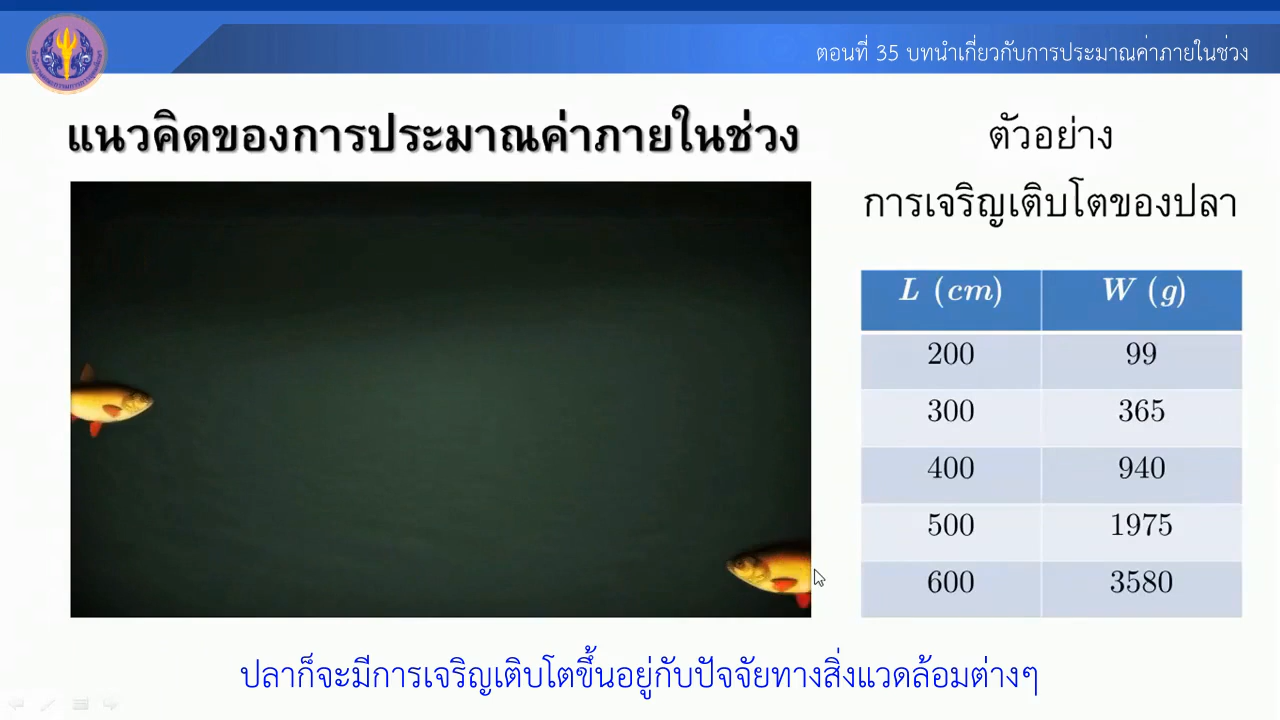 ตอนที่ 35 บทนำเกี่ยวกับการประมาณค่าภายในช่วง
แนวคิดของการประมาณค่าภายในช่วง
ตัวอย่าง
การเจริญเติบโตของปลา
L (cm) W (g)
200 99
300 365
400 940
500 1975
600 3580
ปลาก็จะมีการเจริญเติบโตขึ้นอยู่กับปัจจัยทางสิ่งแวดล้อมต่างๆ